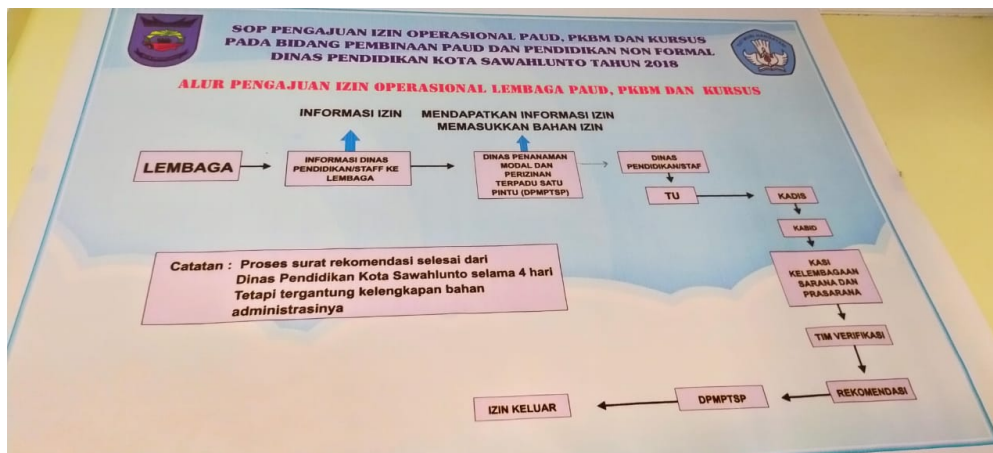 SOP PENGAJUAN IZIN OPERASIONAL PAUD, PKBM DAN KURSUS
PADA BIDANG PEMBINAAN PAUD DAN PENDIDIKAN NON FORMAL
DINAS PENDIDIKAN KOTA SAWAHLUNTO TAHUN 2018
ALUR PENGAJUAN IZIN OPERASIONAL LEMBAGA PAUD, PKBM DAN KURSUS
INFORMASI IZIN
MENDAPATKAN INFORMASI IZIN
MEMASUKKAN BAHAN IZIN
LEMBAGA
INFORMASI DINAS
PENDIDIKAN/STAFF KE
LEMBAGA
DINAS PENANAMAN
MODAL DAN
PERIZINAN
TERPADU SATU
PINTU (DPMPTSP)
DINAS
PENDIDIKAN/STAF
TU
KADIS
KABID
KASI
KELEMBAGAAN
SARANA DAN
PRASARANA
TIM VERIFIKASI
REKOMENDASI
DPMPTSP
IZIN KELUAR
Catatan : Proses surat rekomendasi selesai dari
Dinas Pendidikan Kota Sawahlunto selama 4 hari
Tetapi tergantung kelengkapan bahan
administrasinya